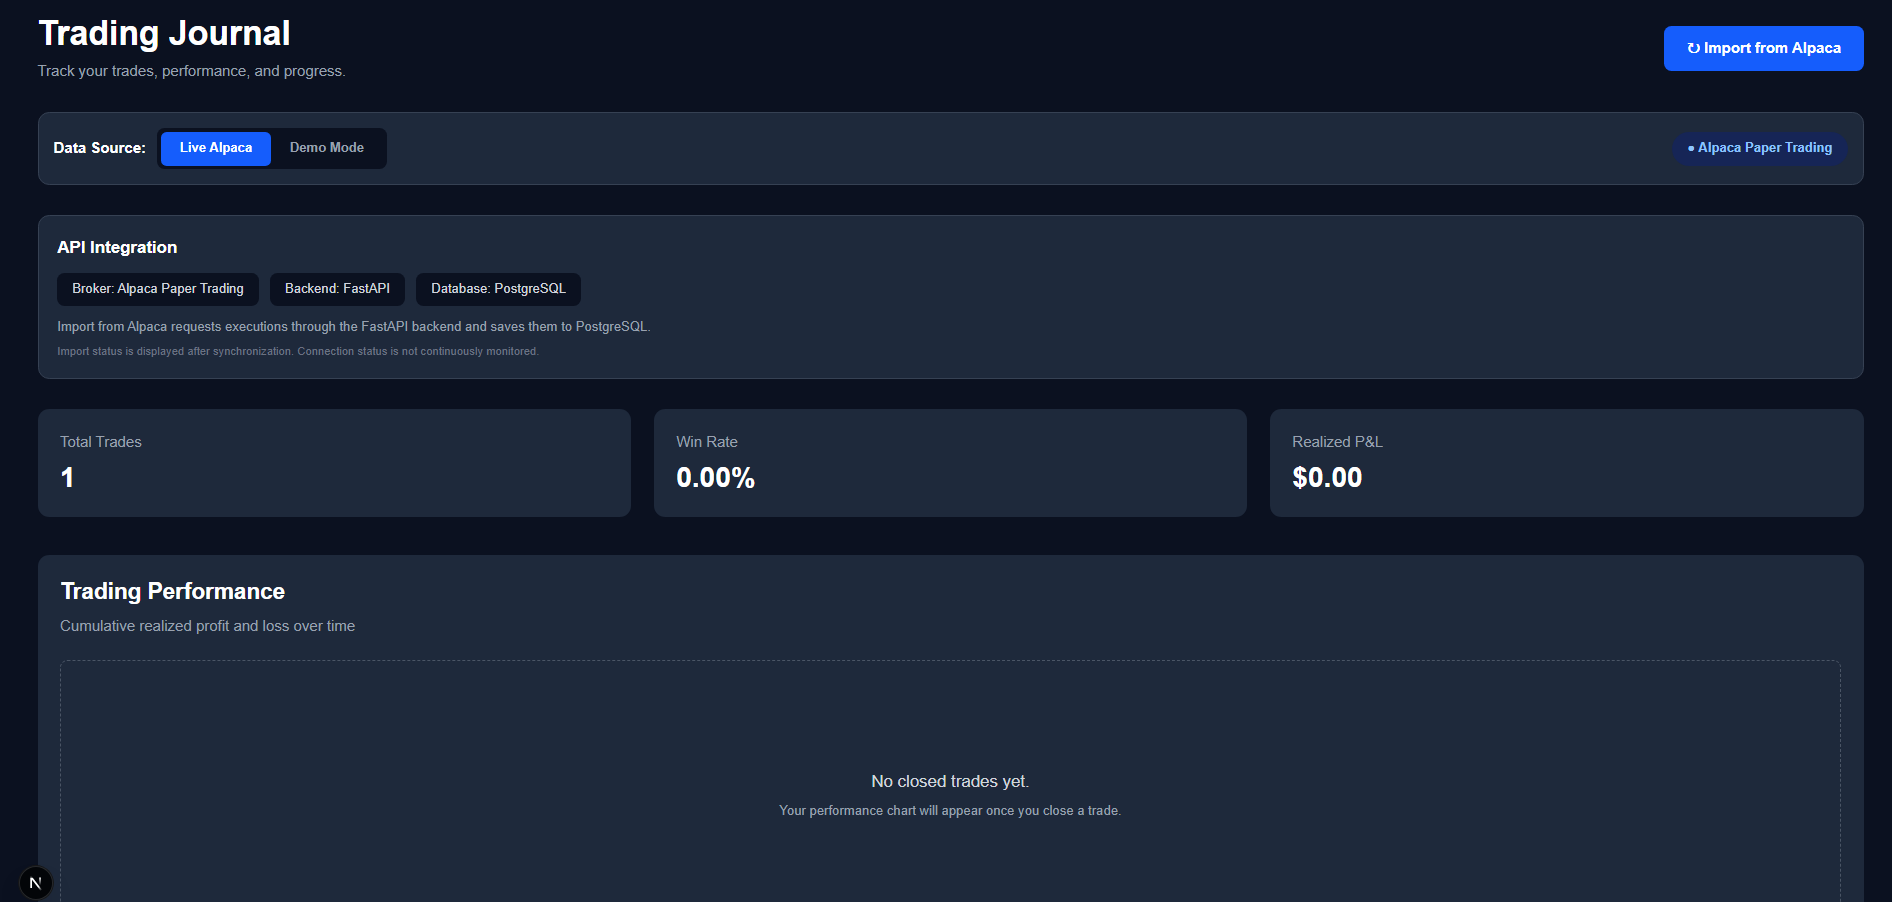 Trading Journal
Track your trades, performance, and progress.
↻ Import from Alpaca
Data Source:
Live Alpaca
Demo Mode
● Alpaca Paper Trading
API Integration
Broker: Alpaca Paper Trading
Backend: FastAPI
Database: PostgreSQL
Import from Alpaca requests executions through the FastAPI backend and saves them to PostgreSQL.
Import status is displayed after synchronization. Connection status is not continuously monitored.
Total Trades
1
Win Rate
0.00%
Realized P&L
$0.00
Trading Performance
Cumulative realized profit and loss over time
No closed trades yet.
Your performance chart will appear once you close a trade.
N